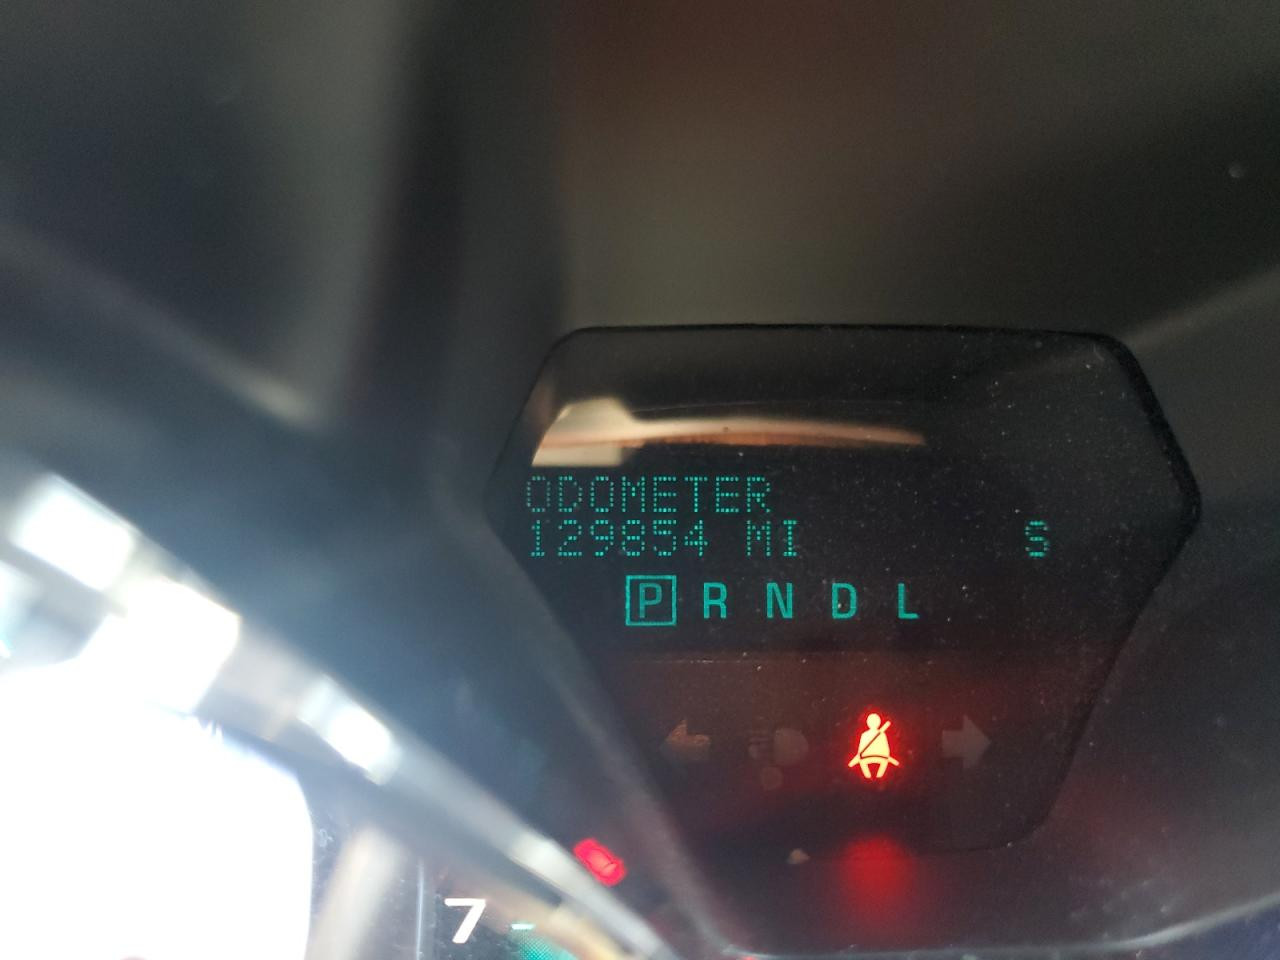 ODOMETER
129854 MI S
P R N D L
7